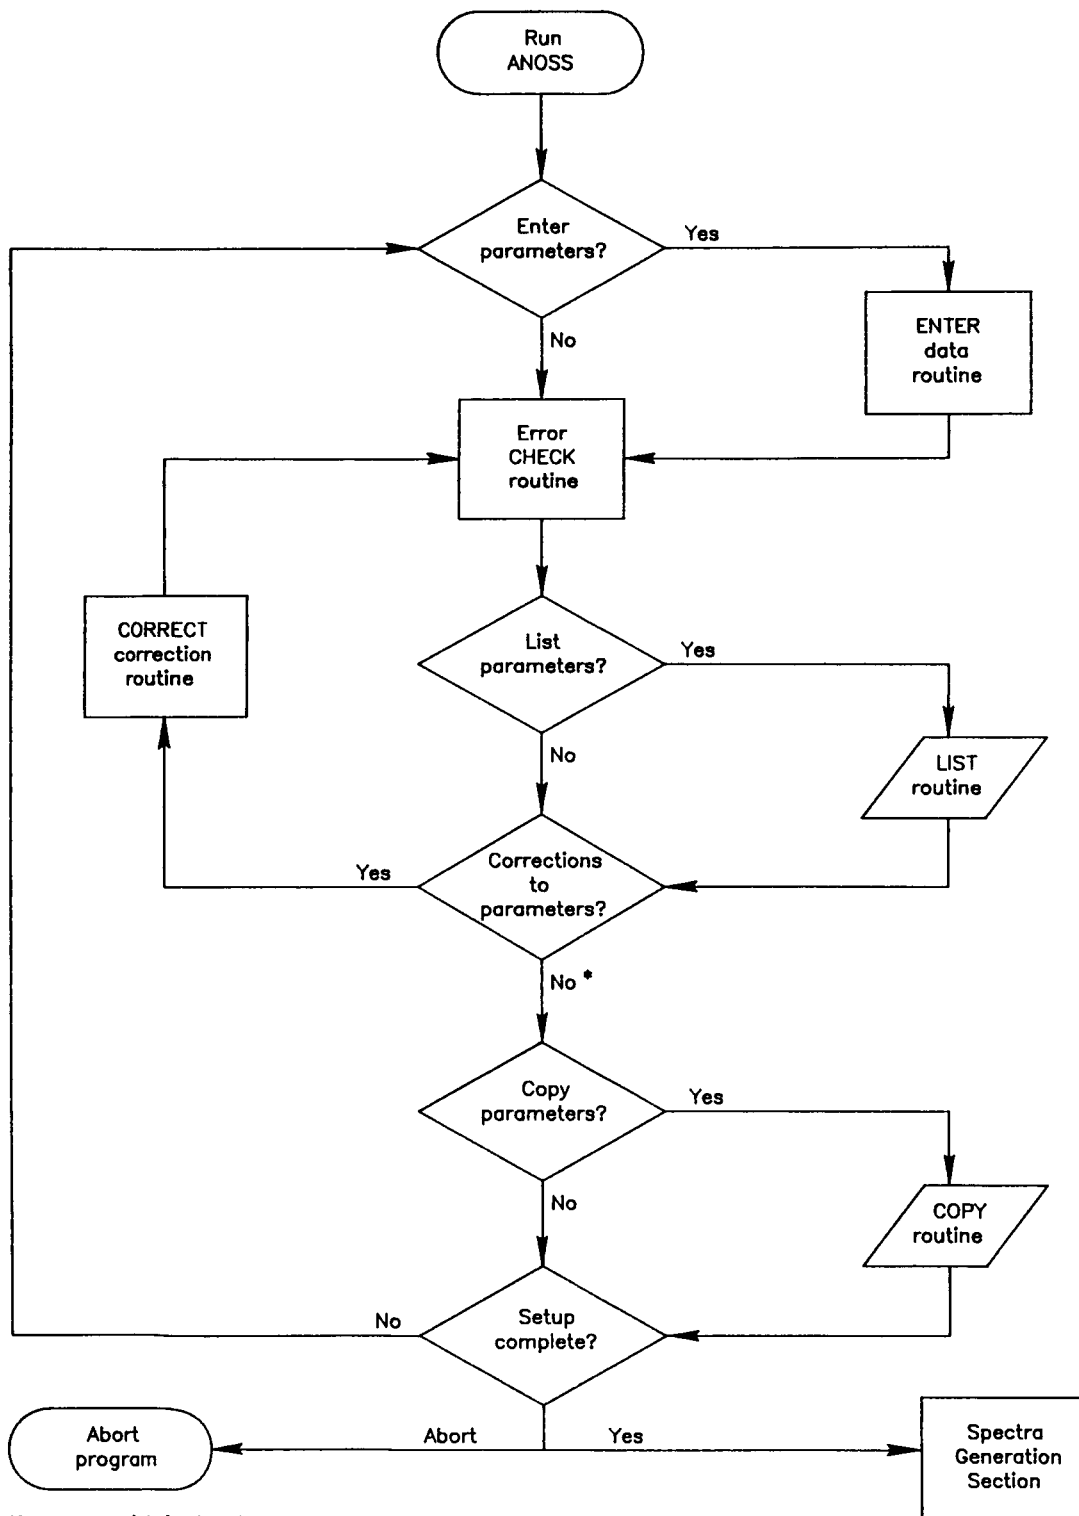 Run
ANOSS
Enter
parameters?
Yes
No
ENTER
data
routine
Error
CHECK
routine
CORRECT
correction
routine
List
parameters?
Yes
No
LIST
routine
Corrections
to
parameters?
Yes
No *
Copy
parameters?
Yes
No
COPY
routine
Setup
complete?
No
Abort
Yes
Abort
program
Spectra
Generation
Section